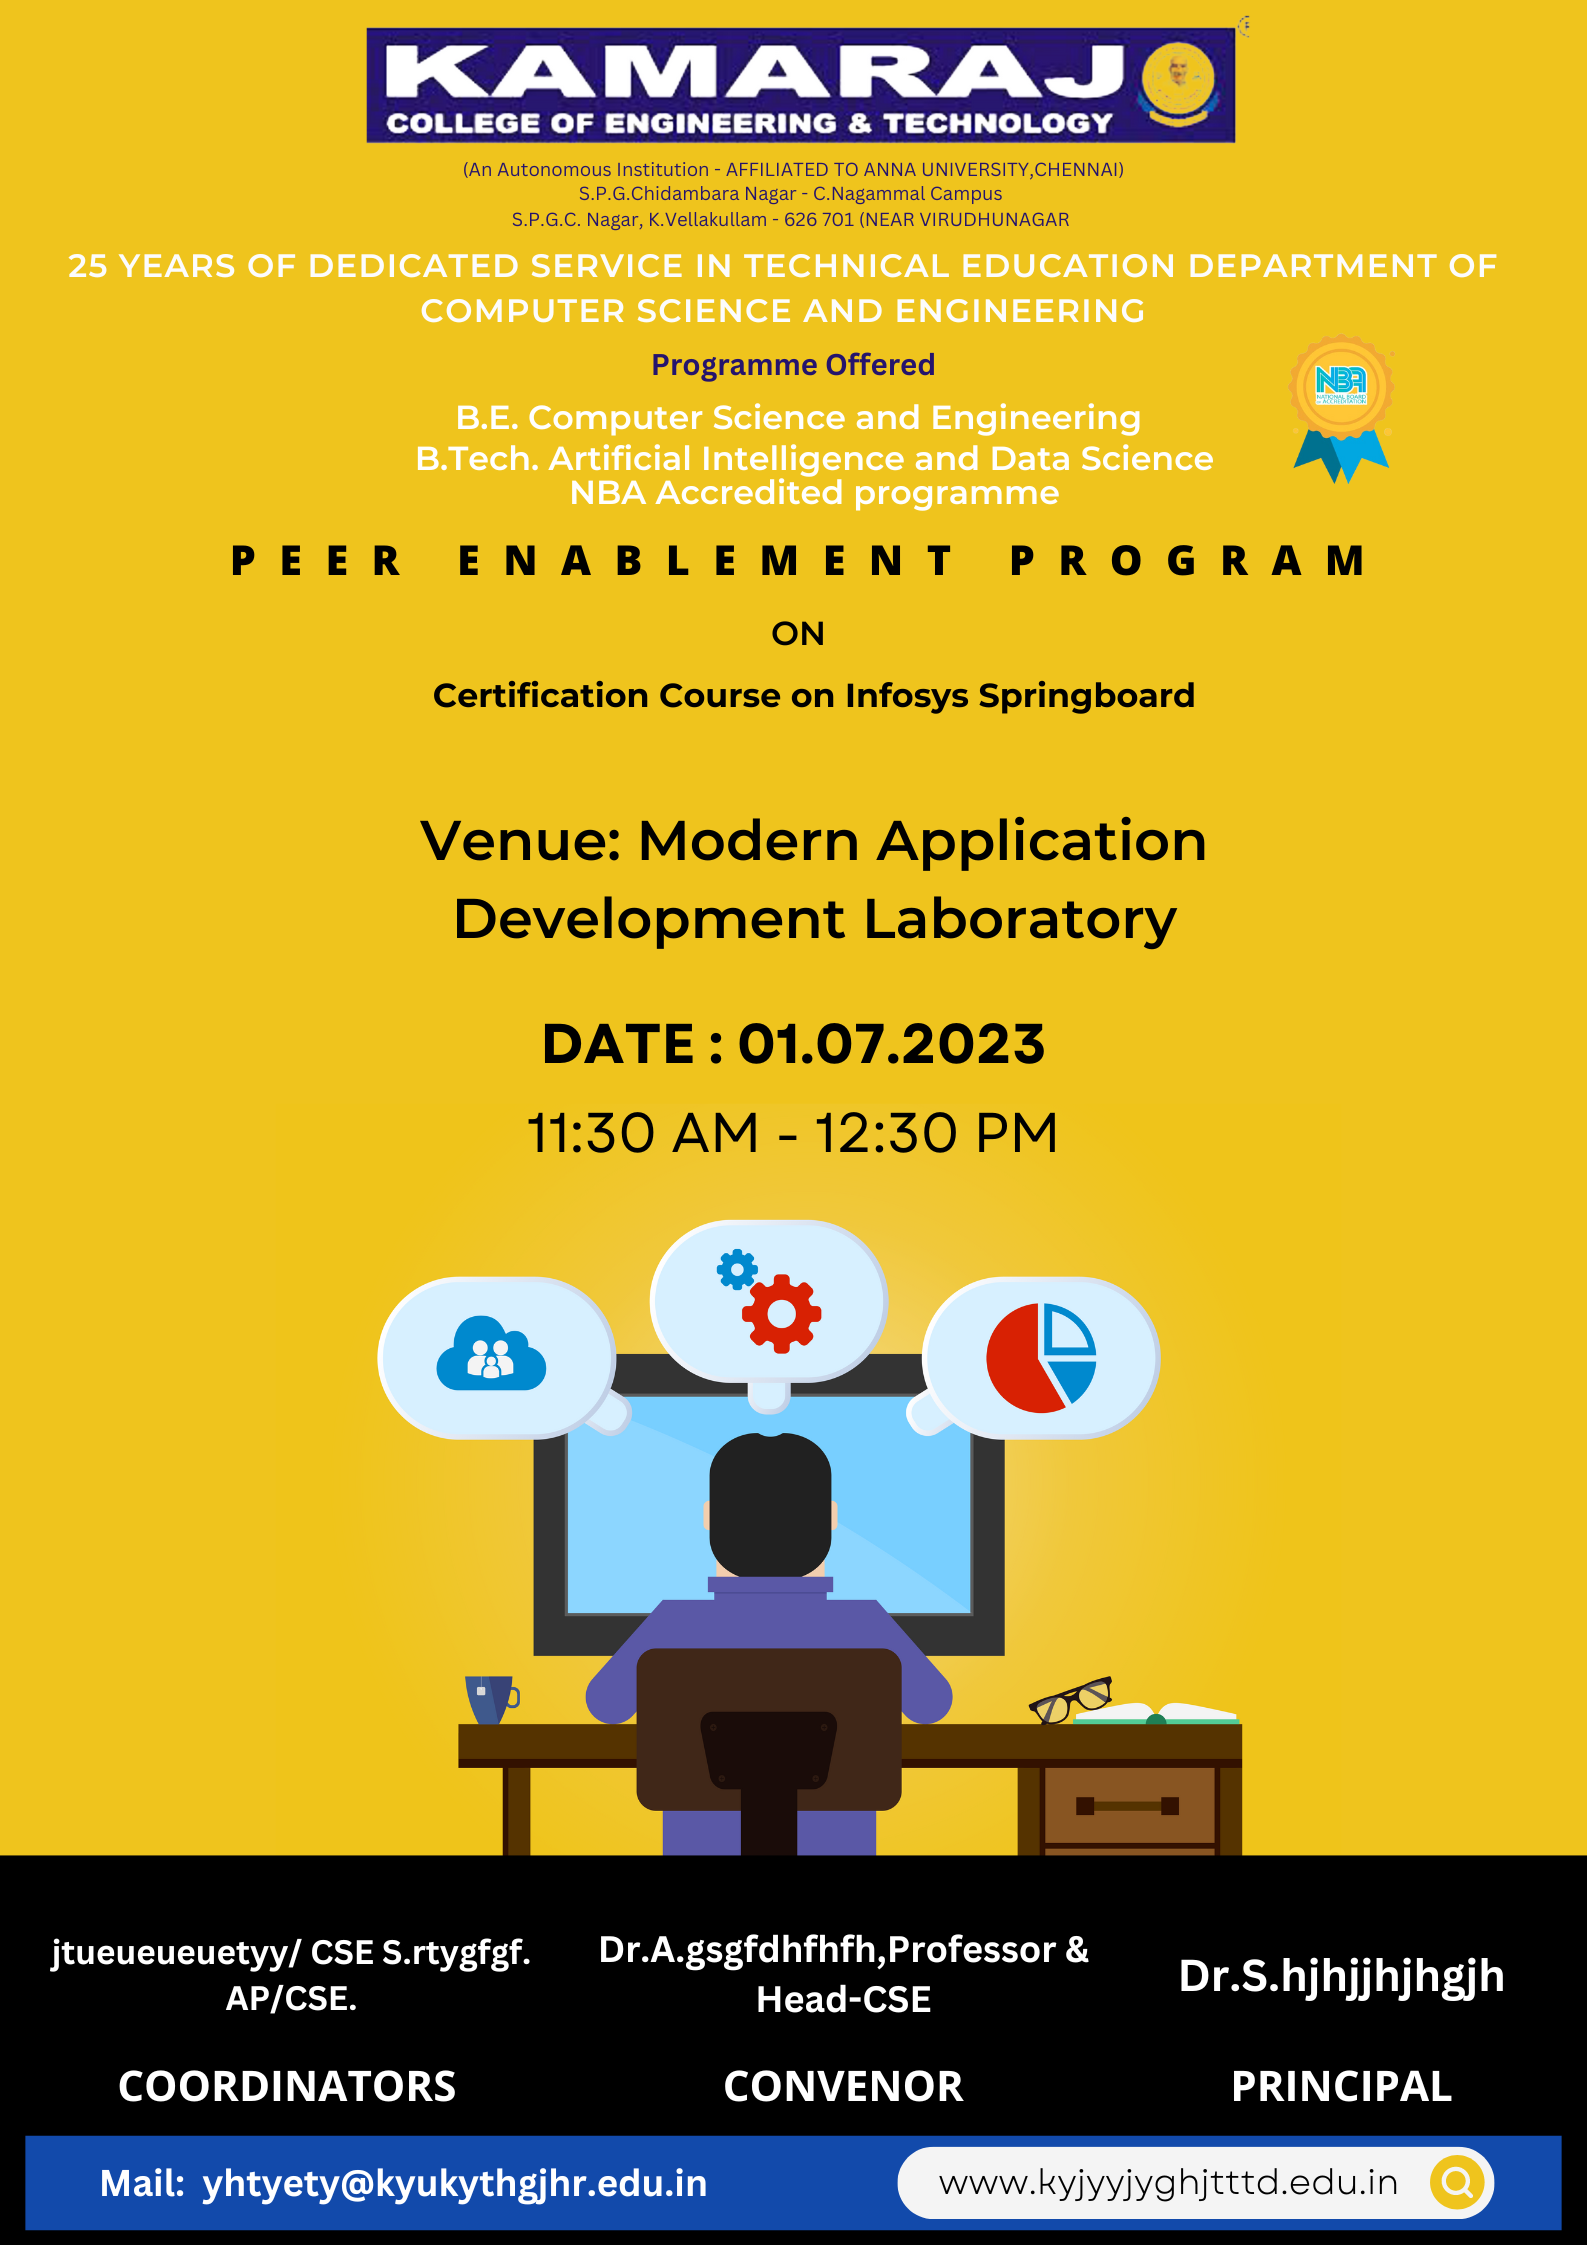 KAMARAJ
COLLEGE OF ENGINEERING & TECHNOLOGY
(An Autonomous Institution - AFFILIATED TO ANNA UNIVERSITY,CHENNAI)
S.P.G.Chidambara Nagar - C.Nagammal Campus
S.P.G.C. Nagar, K.Vellakullam - 626 701 (NEAR VIRUDHUNAGAR
25 YEARS OF DEDICATED SERVICE IN TECHNICAL EDUCATION DEPARTMENT OF
COMPUTER SCIENCE AND ENGINEERING
Programme Offered
B.E. Computer Science and Engineering
B.Tech. Artificial Intelligence and Data Science
NBA Accredited programme
NBA
NATIONAL BOARD
of ACCREDITATION
PEER ENABLEMENT PROGRAM
ON
Certification Course on Infosys Springboard
Venue: Modern Application
Development Laboratory
DATE : 01.07.2023
11:30 AM - 12:30 PM
jtueueueuetyy/ CSE S.rtygfgf.
AP/CSE.
COORDINATORS
Dr.A.gsgfdhfhfh,Professor &
Head-CSE
CONVENOR
Dr.S.hjhjjhjhgjh
PRINCIPAL
Mail: yhtyety@kyukythgjhr.edu.in
www.kyjyyjyghjtttd.edu.in